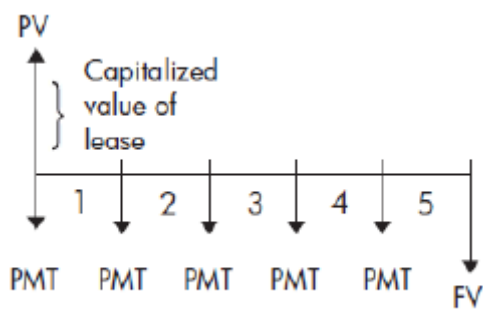 PV
Capitalized
value of
lease
1 2 3 4 5
PMT PMT PMT PMT PMT
FV